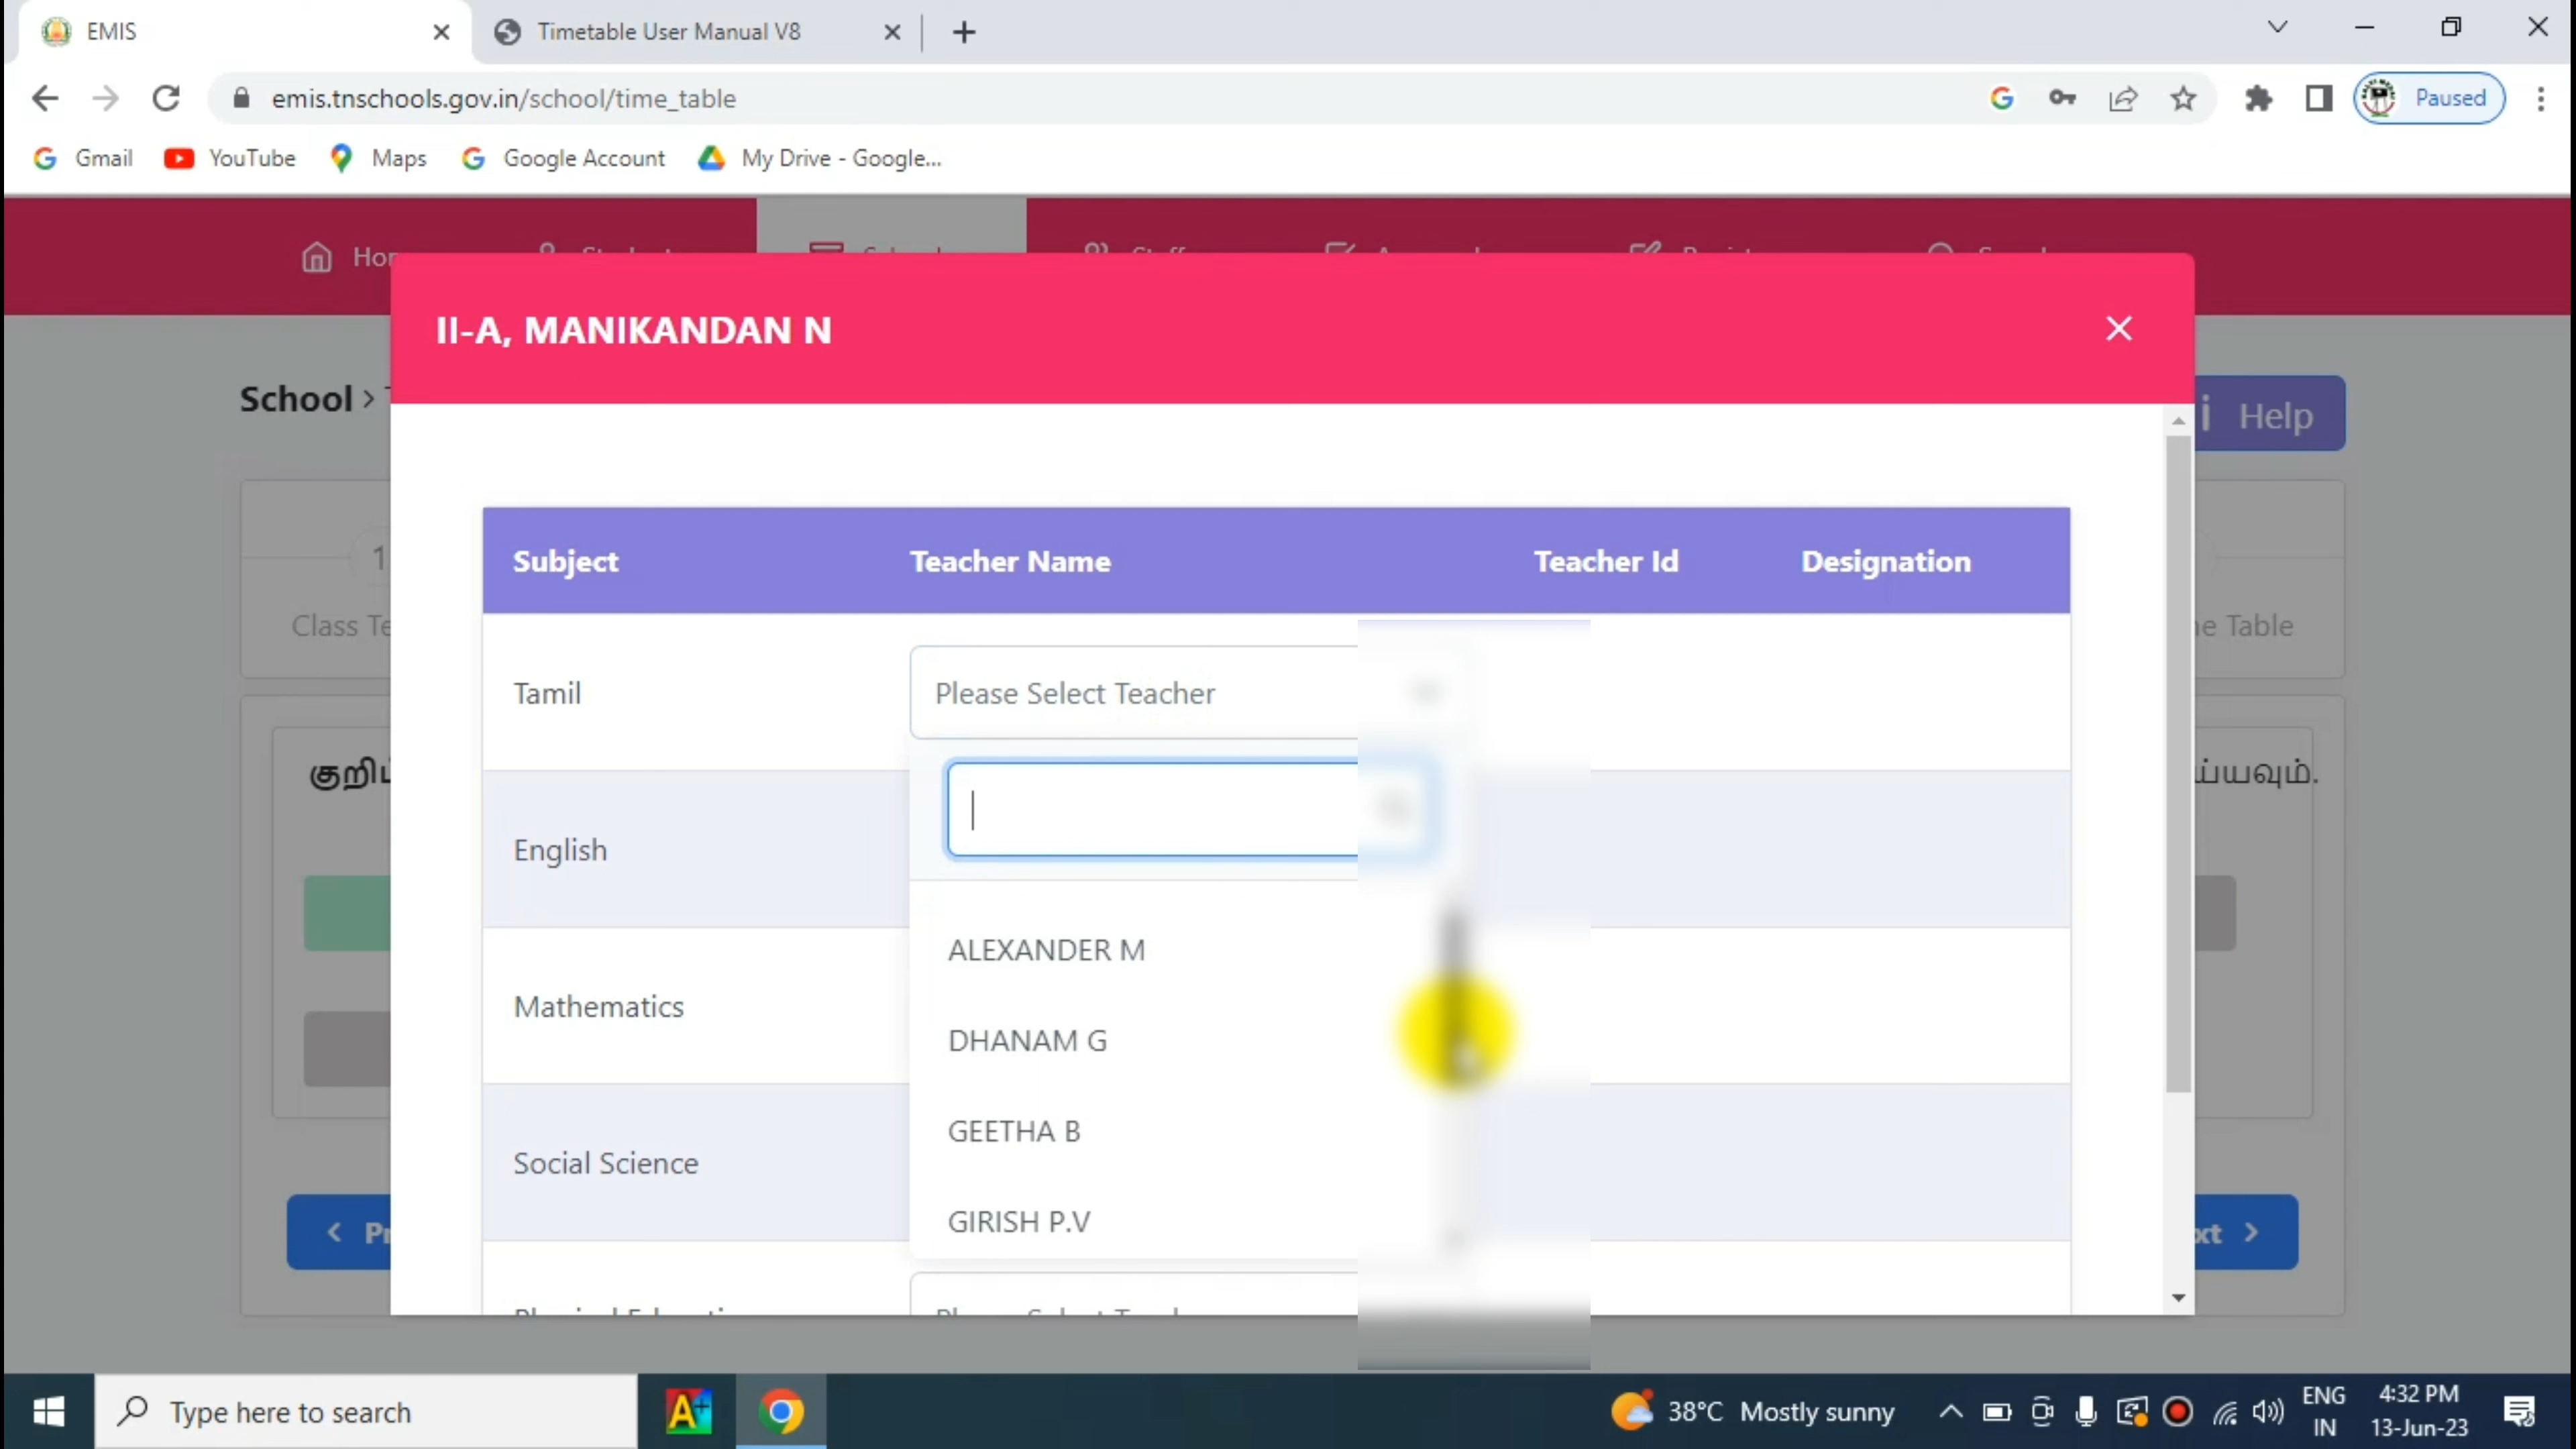 EMIS
Timetable User Manual V8
emis.tnschools.gov.in/school/time_table
Paused
Gmail
YouTube
Maps
Google Account
My Drive - Google...
II-A, MANIKANDAN N
School >
Help
Subject
Teacher Name
Teacher Id
Designation
1
Tamil
Please Select Teacher
English
Mathematics
Social Science
ALEXANDER M
DHANAM G
GEETHA B
GIRISH P.V
Type here to search
38°C Mostly sunny
ENG
IN
4:32 PM
13-Jun-23